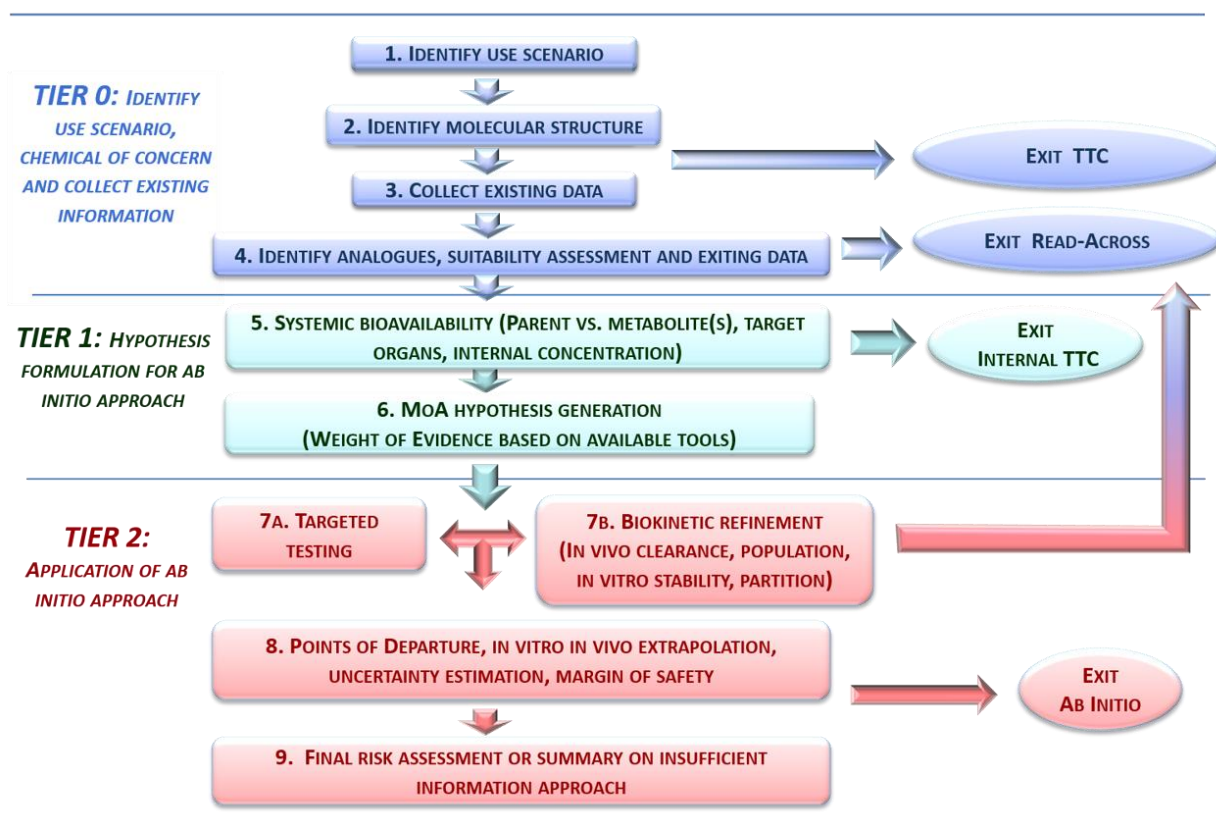 TIER 0: IDENTIFY
USE SCENARIO,
CHEMICAL OF CONCERN
AND COLLECT EXISTING
INFORMATION
1. IDENTIFY USE SCENARIO
2. IDENTIFY MOLECULAR STRUCTURE
3. COLLECT EXISTING DATA
4. IDENTIFY ANALOGUES, SUITABILITY ASSESSMENT AND EXITING DATA
EXIT TTC
EXIT READ-ACROSS
TIER 1: HYPOTHESIS
FORMULATION FOR AB
INITIO APPROACH
5. SYSTEMIC BIOAVAILABILITY (PARENT VS. METABOLITE(S), TARGET
ORGANS, INTERNAL CONCENTRATION)
EXIT
INTERNAL TTC
6. MOA HYPOTHESIS GENERATION
(WEIGHT OF EVIDENCE BASED ON AVAILABLE TOOLS)
TIER 2:
APPLICATION OF AB
INITIO APPROACH
7A. TARGETED
TESTING
7B. BIOKINETIC REFINEMENT
(IN VIVO CLEARANCE, POPULATION,
IN VITRO STABILITY, PARTITION)
8. POINTS OF DEPARTURE, IN VITRO IN VIVO EXTRAPOLATION,
UNCERTAINTY ESTIMATION, MARGIN OF SAFETY
EXIT
AB INITIO
9. FINAL RISK ASSESSMENT OR SUMMARY ON INSUFFICIENT
INFORMATION APPROACH